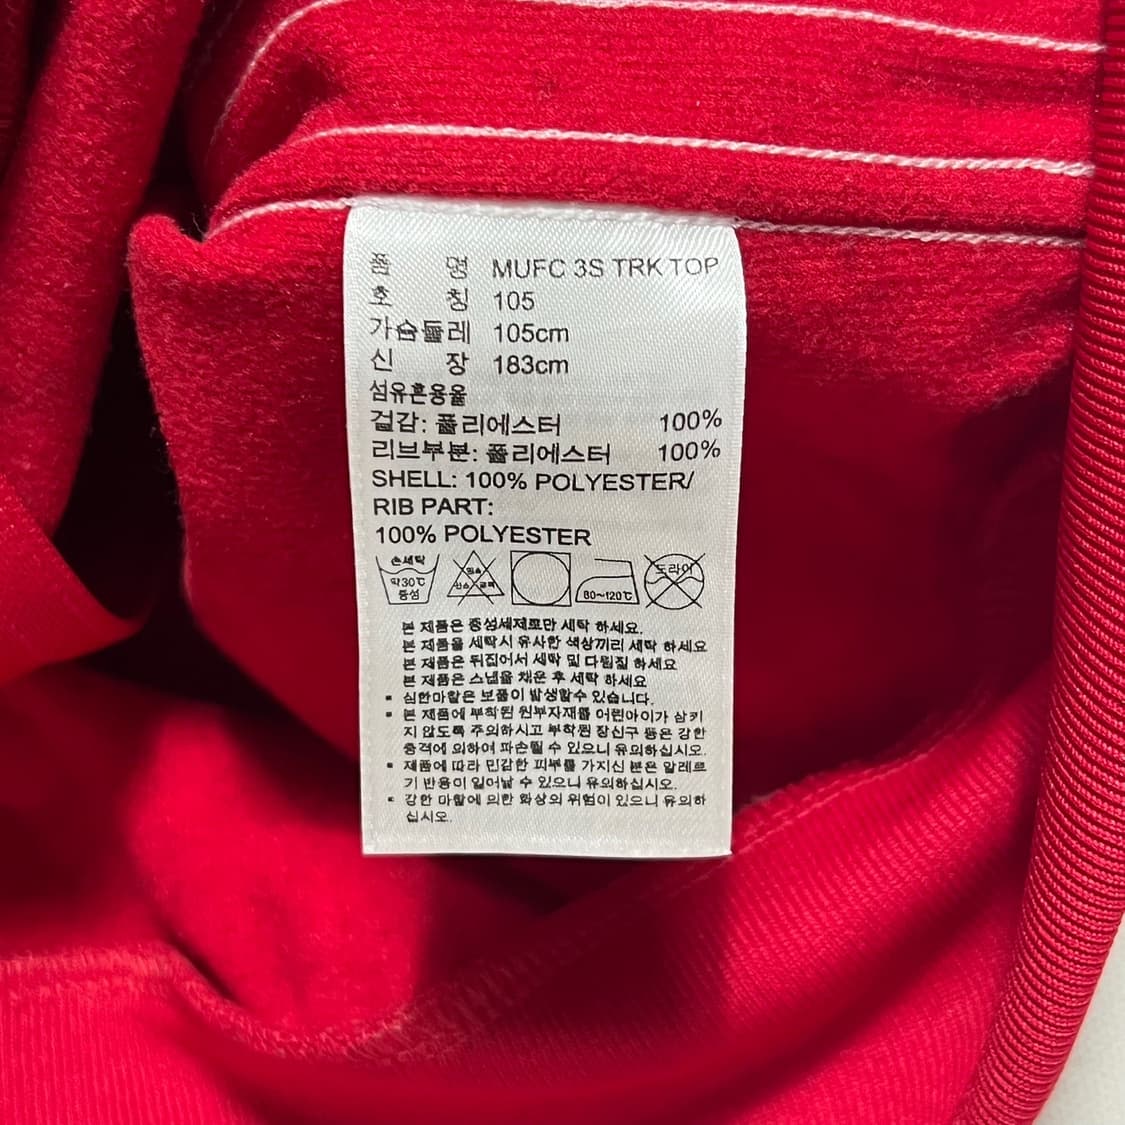 품 명 MUFC 3S TRK TOP
호 칭 105
가슴둘레 105cm
신 장 183cm
섬유혼용율
겉감: 폴리에스터 100%
리브부분: 폴리에스터 100%
SHELL: 100% POLYESTER/
RIB PART:
100% POLYESTER
손세탁
약30℃
중성
염소
산소 표백
80~120℃
도라이
본 제품은 중성세제로만 세탁 하세요.
본 제품을 세탁시 유사한 색상끼리 세탁 하세요
본 제품은 뒤집어서 세탁 및 다림질 하세요
본 제품은 스냅을 채운 후 세탁 하세요
▪ 심한마찰은 보풀이 발생할수 있습니다.
▪ 본 제품에 부착된 원부자재를 어린아이가 삼키
지 않도록 주의하시고 부착된 장신구 등은 강한
충격에 의하여 파손될 수 있으니 유의하십시오.
▪ 제품에 따라 민감한 피부를 가지신 분은 알레르
기 반응이 일어날 수 있으니 유의하십시오.
▪ 강한 마찰에 의한 화상의 위험이 있으니 유의하
십시오.